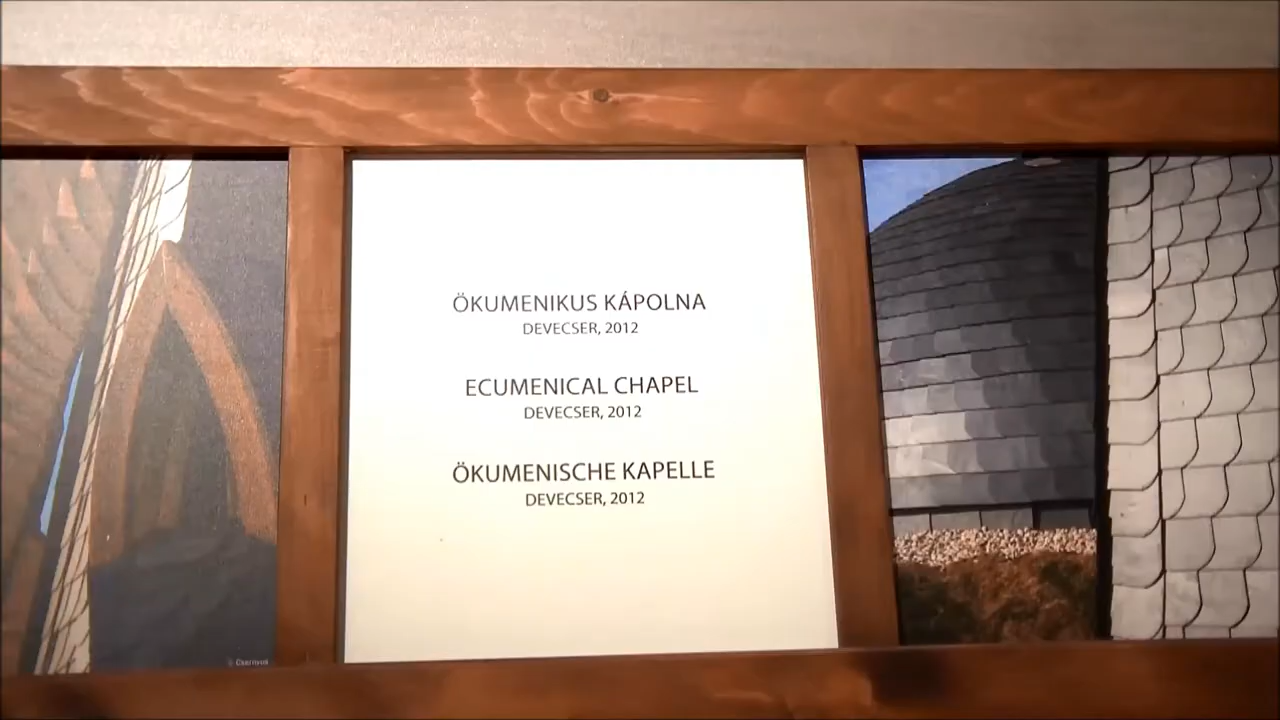 ÖKUMENIKUS KÁPOLNA
DEVECSER, 2012
ECUMENICAL CHAPEL
DEVECSER, 2012
ÖKUMENISCHE KAPELLE
DEVECSER, 2012